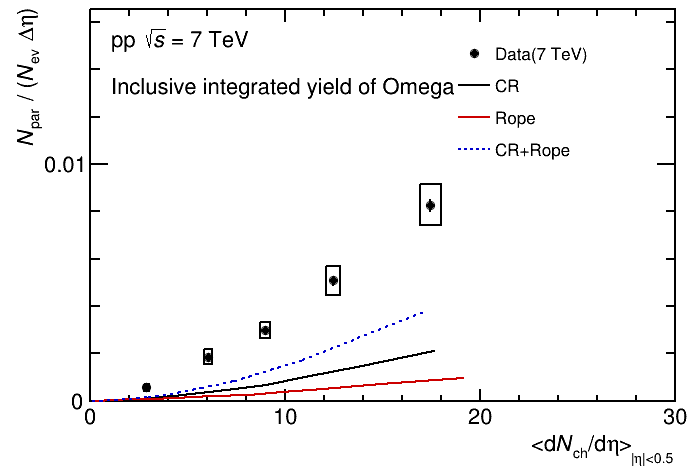 N_par / (N_ev Δη)
pp √s = 7 TeV
Inclusive integrated yield of Omega
Data(7 TeV)
CR
Rope
CR+Rope
0.01
0
0 10 20 30
<dN_ch/dη>_|η|<0.5